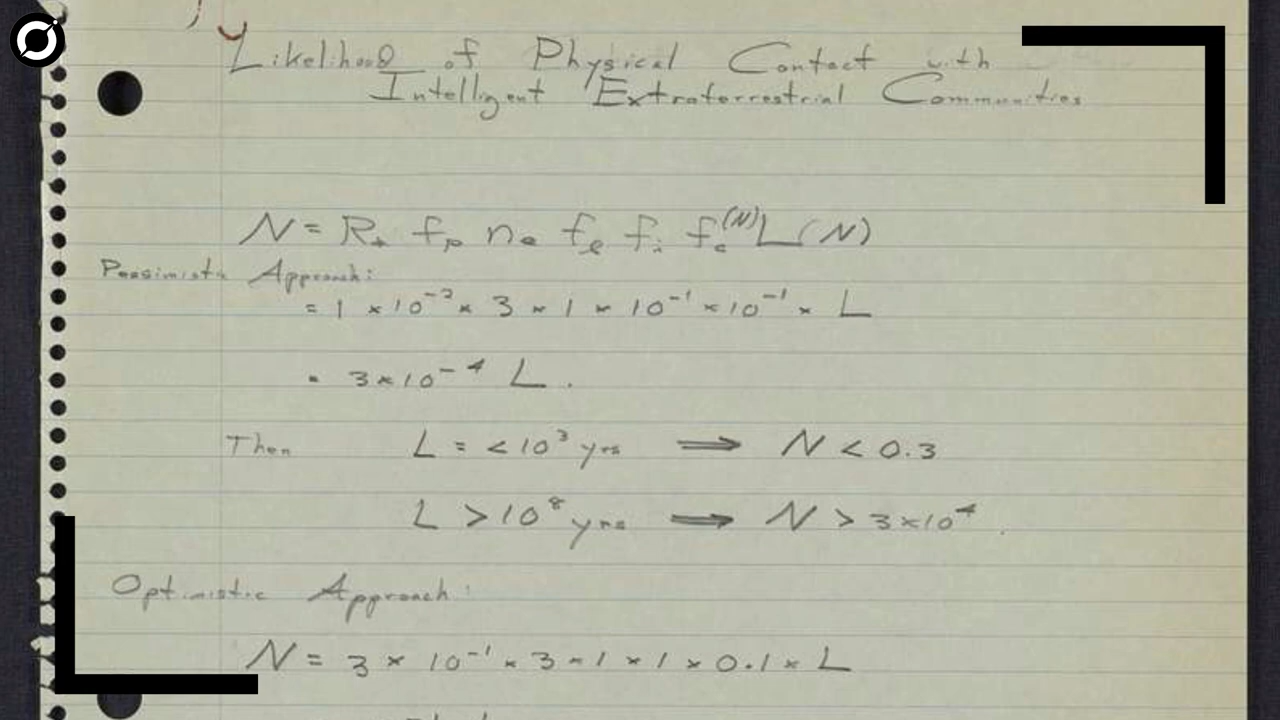 Likelihood of Physical Contact with
Intelligent Extraterrestrial Communities
N = R* fp ne fl fi fc(N) L(N)
Pessimistic Approach:
= 1 × 10⁻² × 3 × 1 × 10⁻¹ × 10⁻¹ × L
= 3×10⁻⁴ L.
Then L = <10³ yrs ⟹ N < 0.3
L > 10⁸ yrs ⟹ N > 3×10⁴.
Optimistic Approach:
N = 3 × 10⁻¹ × 3 × 1 × 1 × 0.1 × L